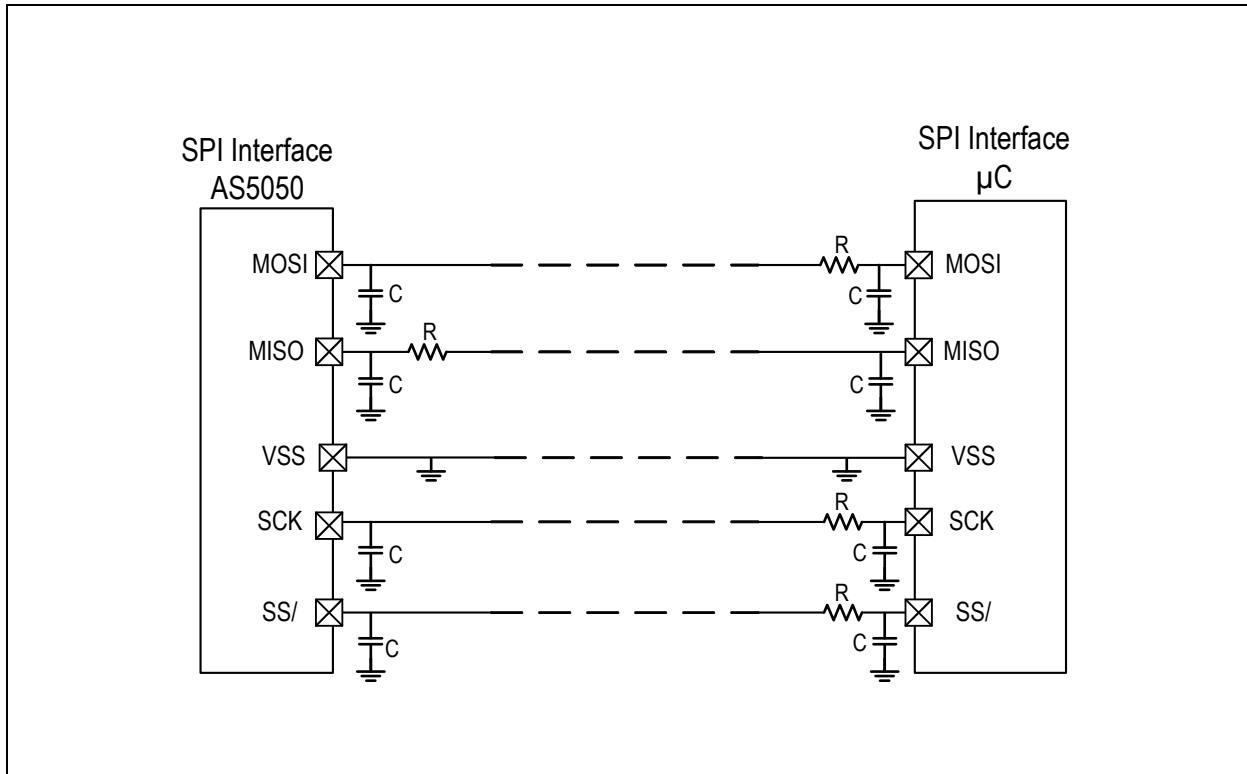 SPI Interface
AS5050
SPI Interface
µC
MOSI
C
R
C
MOSI
MISO
C
R
C
MISO
VSS
VSS
SCK
C
R
C
SCK
SS/
C
R
C
SS/